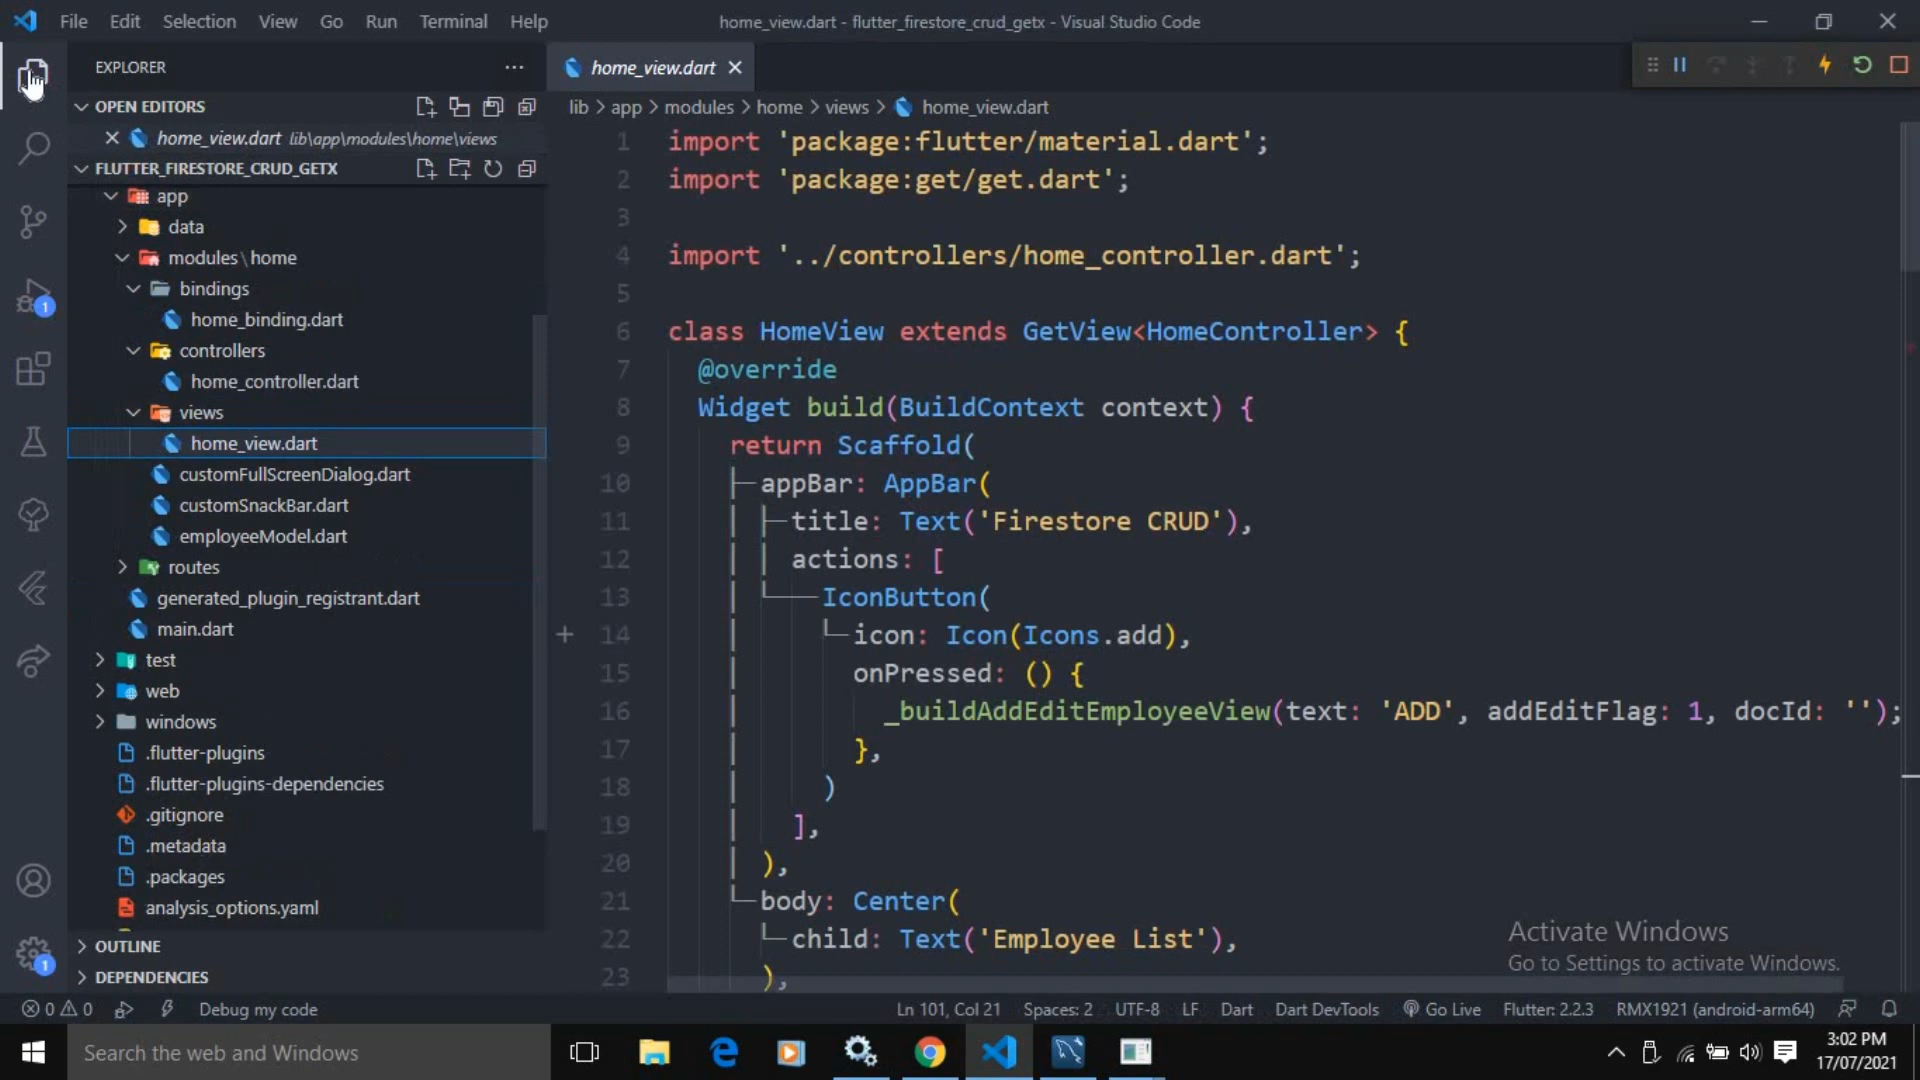 File Edit Selection View Go Run Terminal Help
home_view.dart - flutter_firestore_crud_getx - Visual Studio Code
EXPLORER
home_view.dart
OPEN EDITORS
home_view.dart lib\app\modules\home\views
FLUTTER_FIRESTORE_CRUD_GETX
app
data
modules\home
bindings
home_binding.dart
controllers
home_controller.dart
views
home_view.dart
customFullScreenDialog.dart
customSnackBar.dart
employeeModel.dart
routes
generated_plugin_registrant.dart
main.dart
test
web
windows
.flutter-plugins
.flutter-plugins-dependencies
.gitignore
.metadata
.packages
analysis_options.yaml
OUTLINE
DEPENDENCIES
1
1
lib > app > modules > home > views > home_view.dart
1 import 'package:flutter/material.dart';
2 import 'package:get/get.dart';
3
4 import '../controllers/home_controller.dart';
5
6 class HomeView extends GetView<HomeController> {
7 @override
8 Widget build(BuildContext context) {
9 return Scaffold(
10 appBar: AppBar(
11 title: Text('Firestore CRUD'),
12 actions: [
13 IconButton(
14 icon: Icon(Icons.add),
15 onPressed: () {
16 _buildAddEditEmployeeView(text: 'ADD', addEditFlag: 1, docId: '');
17 },
18 )
19 ],
20 ),
21 body: Center(
22 child: Text('Employee List'),
23 ),
Activate Windows
Go to Settings to activate Windows.
0 0 Debug my code Ln 101, Col 21 Spaces: 2 UTF-8 LF Dart Dart DevTools Go Live Flutter: 2.2.3 RMX1921 (android-arm64)
Search the web and Windows
3:02 PM
17/07/2021